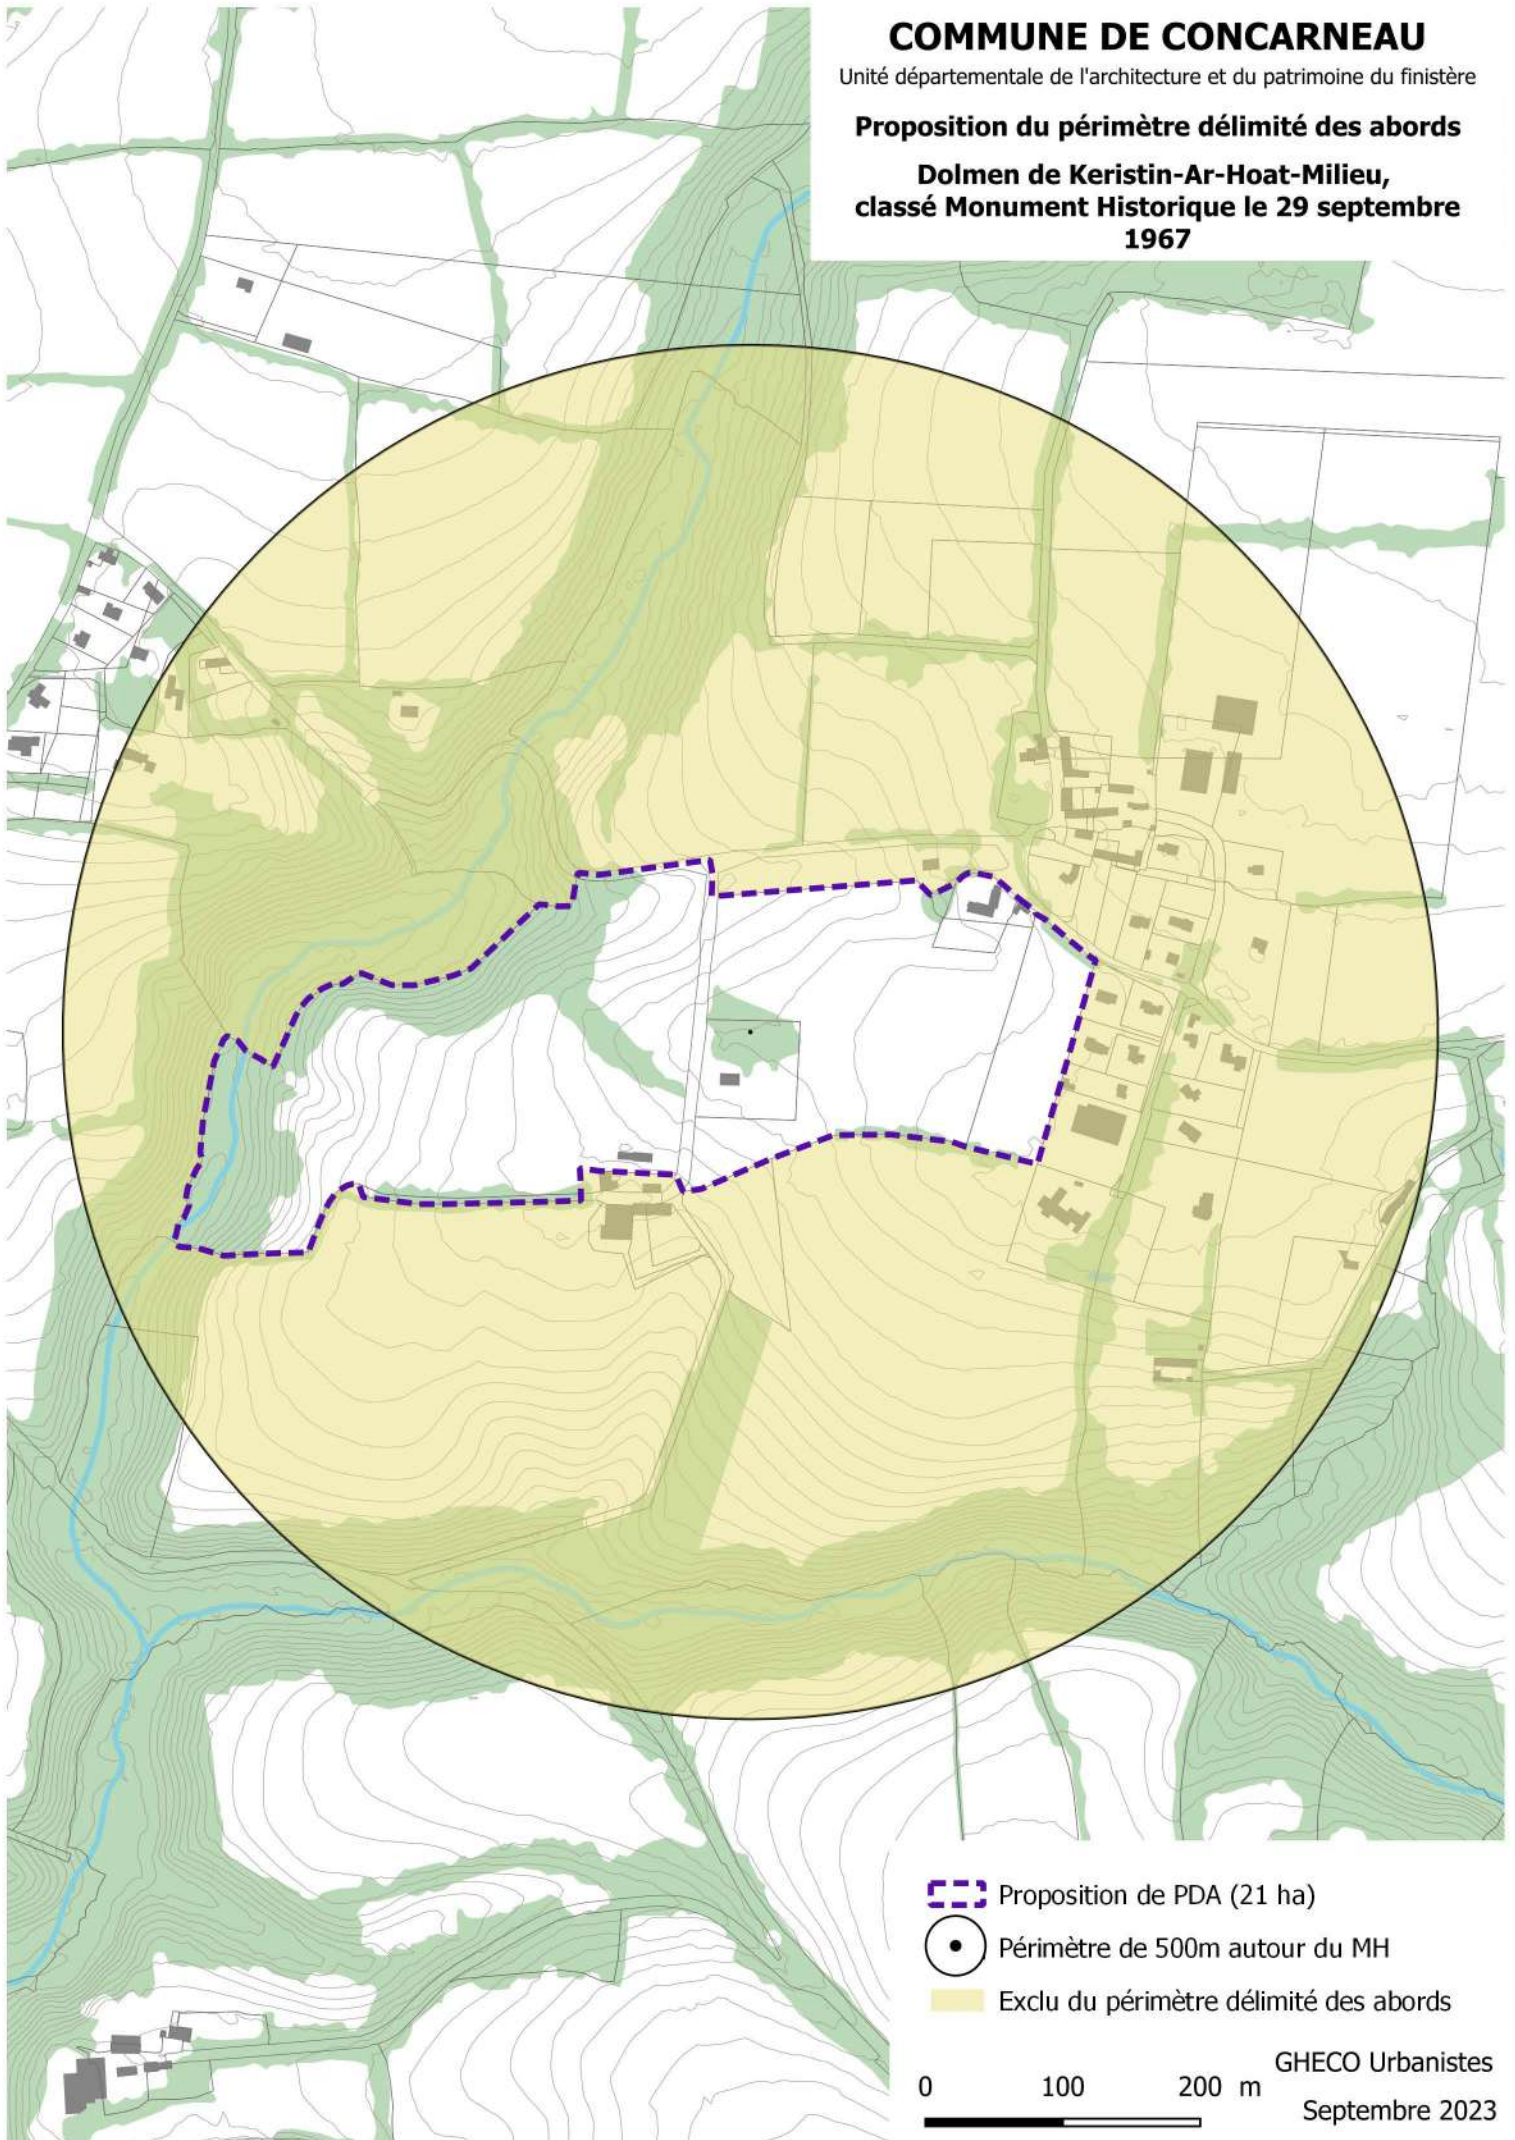 COMMUNE DE CONCARNEAU
Unité départementale de l'architecture et du patrimoine du finistère
Proposition du périmètre délimité des abords
Dolmen de Keristin-Ar-Hoat-Milieu,
classé Monument Historique le 29 septembre
1967
Proposition de PDA (21 ha)
Périmètre de 500m autour du MH
Exclu du périmètre délimité des abords
GHECO Urbanistes
0 100 200 m
Septembre 2023